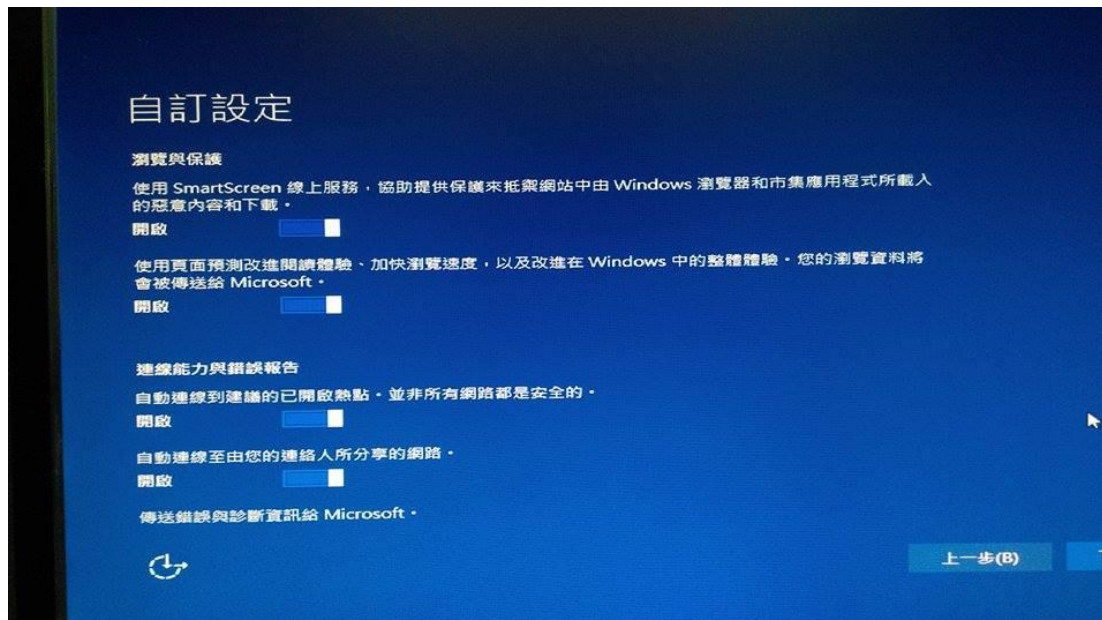 自訂設定
瀏覽與保護
使用 SmartScreen 線上服務，協助提供保護來抵禦網站中由 Windows 瀏覽器和市集應用程式所載入
的惡意內容和下載。
開啟
使用頁面預測改進閱讀體驗、加快瀏覽速度，以及改進在 Windows 中的整體體驗。您的瀏覽資料將
會被傳送給 Microsoft。
開啟
連線能力與錯誤報告
自動連線到建議的已開啟熱點。並非所有網路都是安全的。
開啟
自動連線至由您的連絡人所分享的網路。
開啟
傳送錯誤與診斷資訊給 Microsoft。
上一步(B)